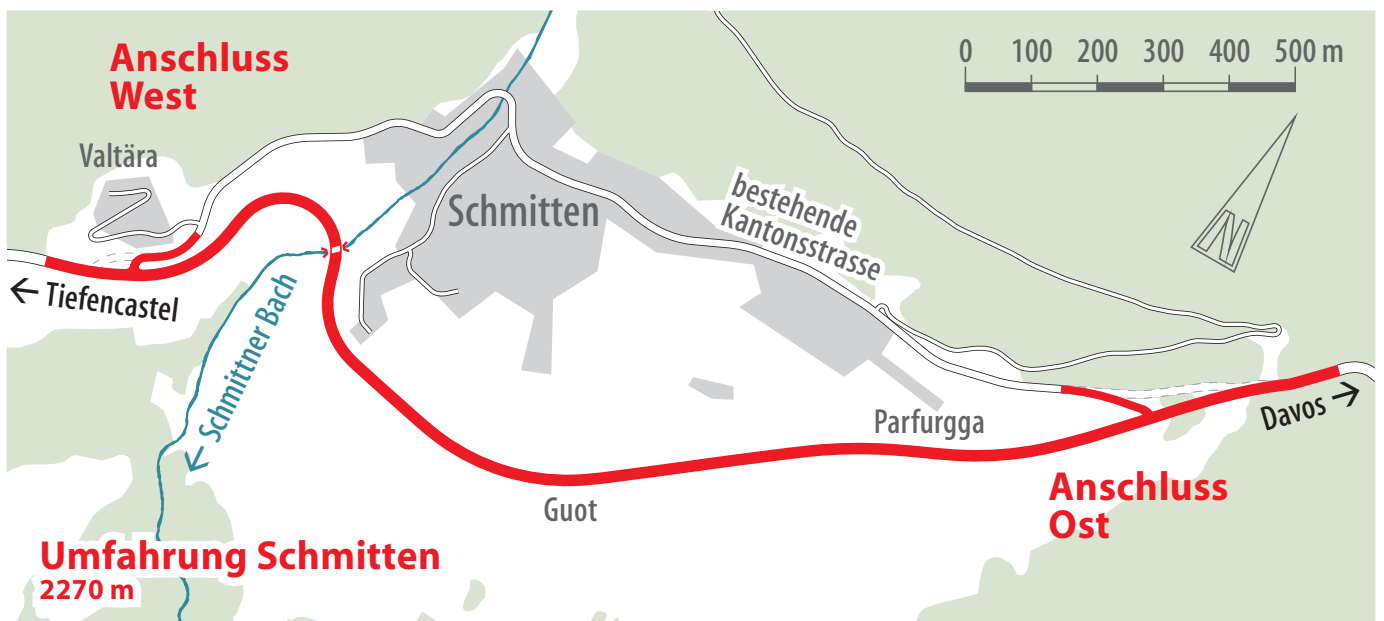 Anschluss
West
0 100 200 300 400 500 m
Valtära
bestehende
Kantonsstrasse
Schmitten
N
← Tiefencastel
← Schmittner Bach
Davos →
Parfurgga
Anschluss
Ost
Guot
Umfahrung Schmitten
2270 m